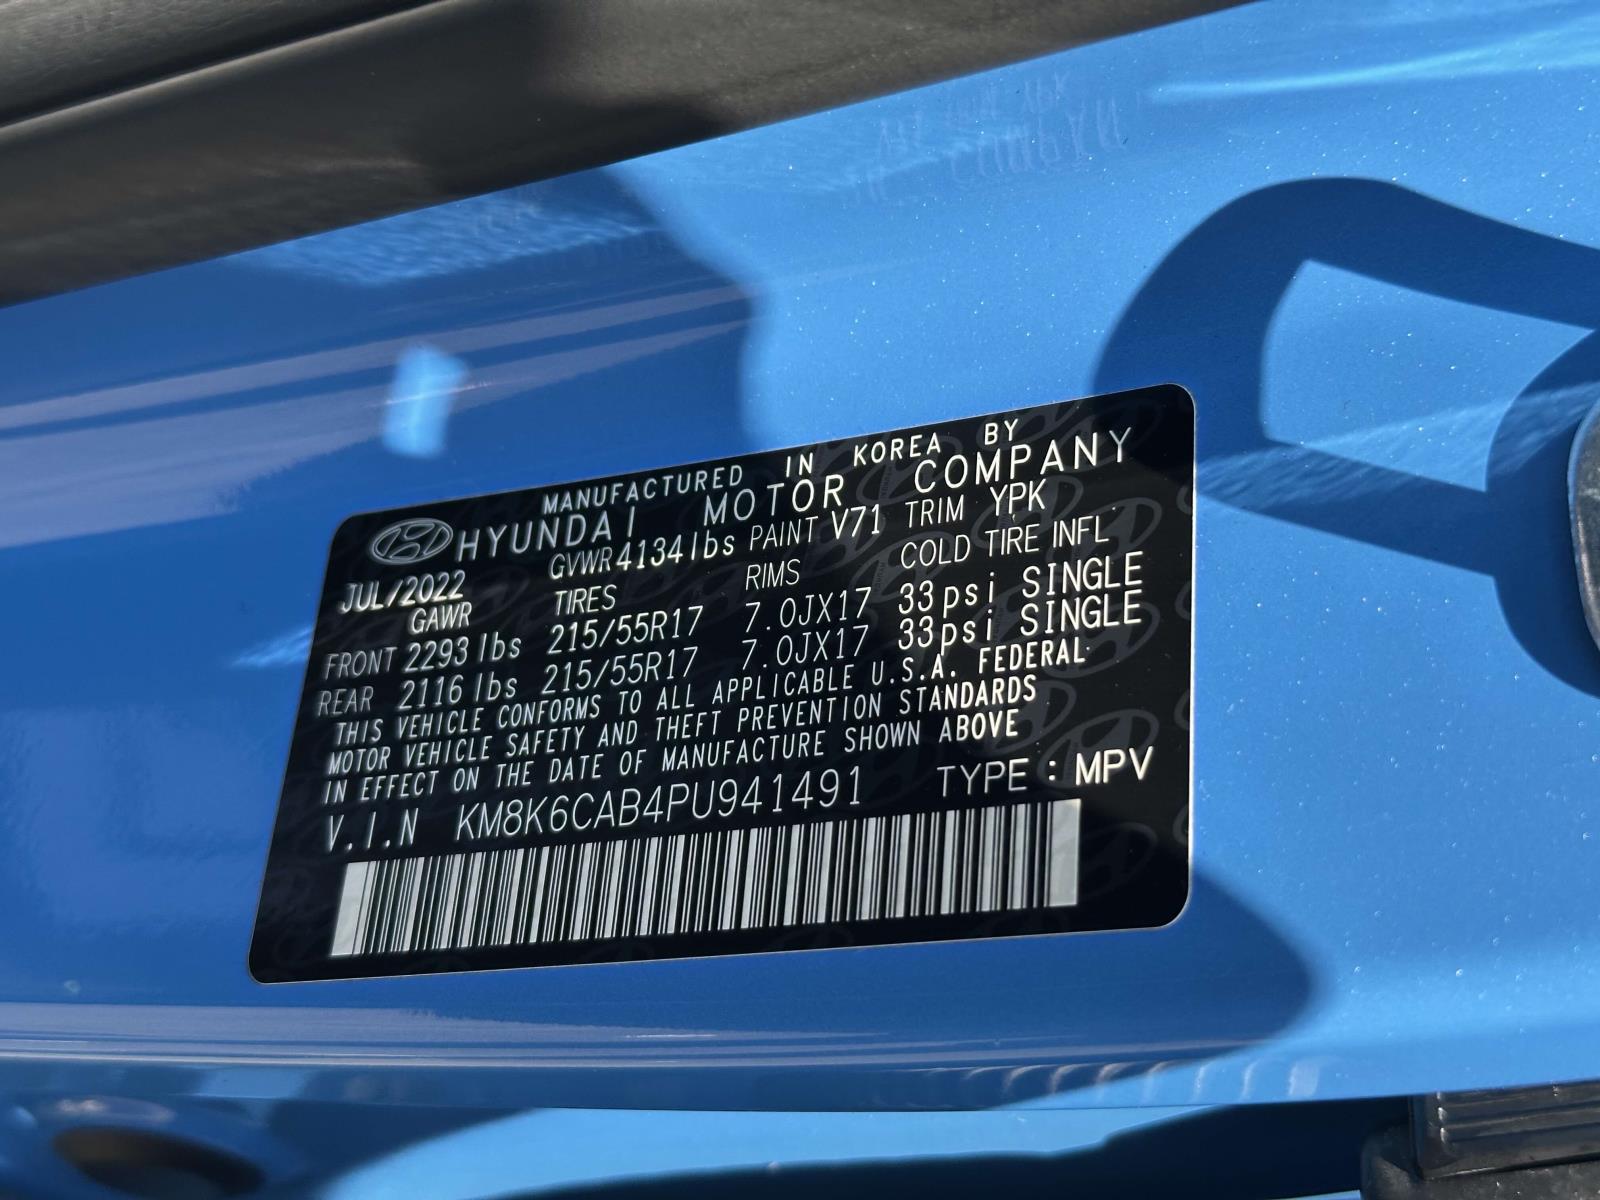 MANUFACTURED IN KOREA BY
HYUNDAI MOTOR COMPANY
JUL/2022 GVWR 4134 lbs PAINT V71 TRIM YPK
GAWR TIRES RIMS COLD TIRE INFL
FRONT 2293 lbs 215/55R17 7.0JX17 33psi SINGLE
REAR 2116 lbs 215/55R17 7.0JX17 33psi SINGLE
THIS VEHICLE CONFORMS TO ALL APPLICABLE U.S.A. FEDERAL
MOTOR VEHICLE SAFETY AND THEFT PREVENTION STANDARDS
IN EFFECT ON THE DATE OF MANUFACTURE SHOWN ABOVE
V.I.N KM8K6CAB4PU941491 TYPE : MPV